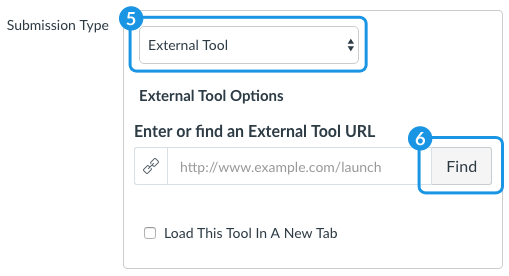 Submission Type
5
External Tool
External Tool Options
Enter or find an External Tool URL
6
http://www.example.com/launch
Find
Load This Tool In A New Tab